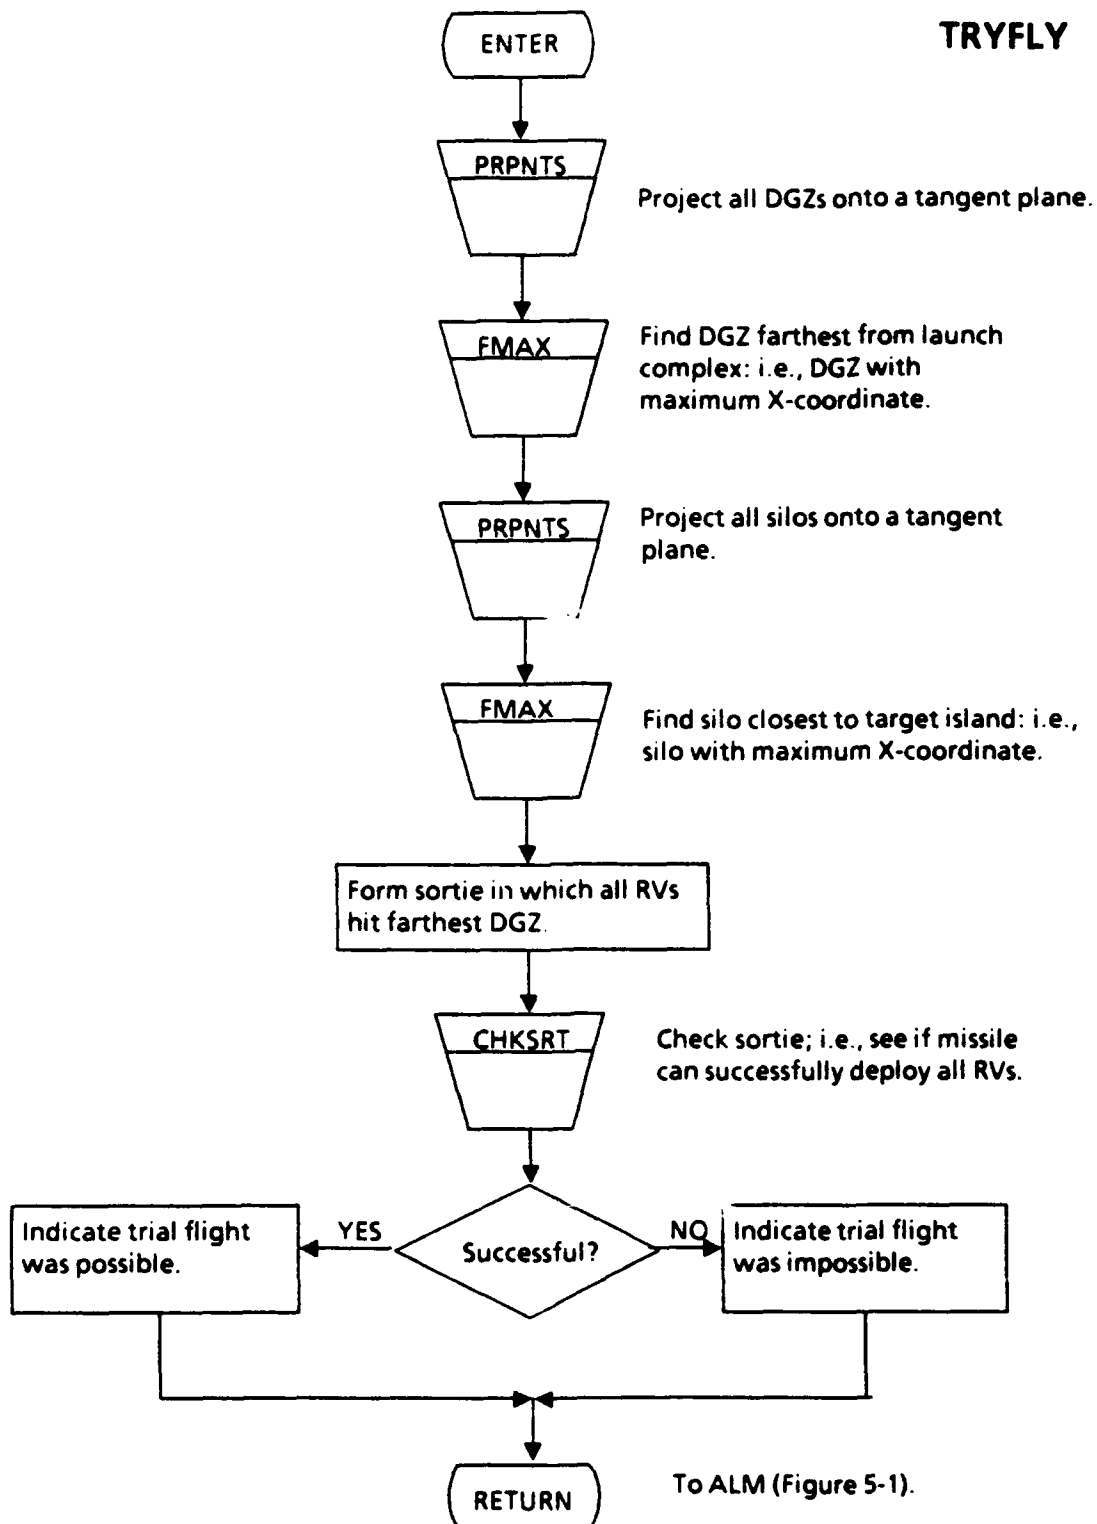 TRYFLY
ENTER
PRPNTS
Project all DGZs onto a tangent plane.
FMAX
Find DGZ farthest from launch
complex: i.e., DGZ with
maximum X-coordinate.
PRPNTS
Project all silos onto a tangent
plane.
FMAX
Find silo closest to target island: i.e.,
silo with maximum X-coordinate.
Form sortie in which all RVs
hit farthest DGZ.
CHKSRT
Check sortie; i.e., see if missile
can successfully deploy all RVs.
Indicate trial flight
was possible.
YES
Successful?
NO
Indicate trial flight
was impossible.
RETURN
To ALM (Figure 5-1).